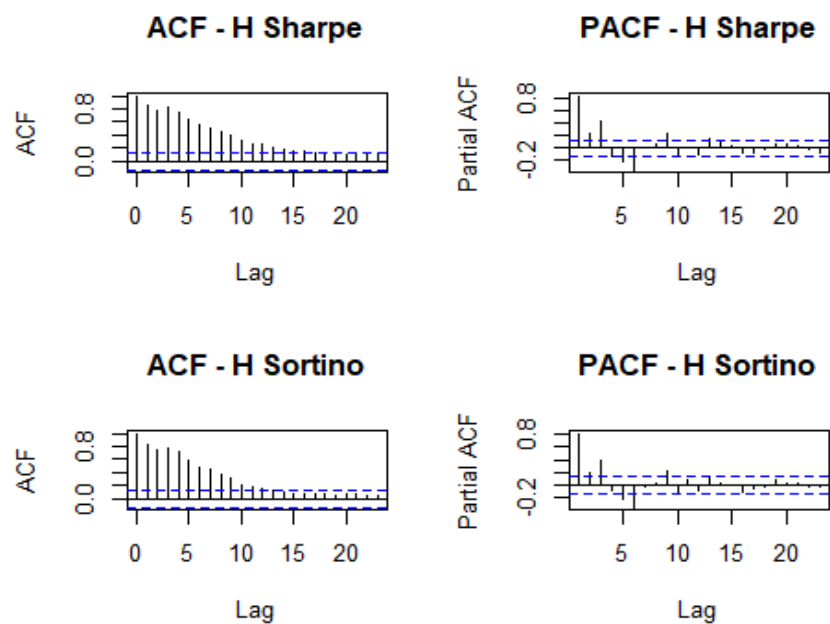 ACF - H Sharpe
ACF
0.0 0.8
0 5 10 15 20
Lag
PACF - H Sharpe
Partial ACF
-0.2 0.8
5 10 15 20
Lag
ACF - H Sortino
ACF
0.0 0.8
0 5 10 15 20
Lag
PACF - H Sortino
Partial ACF
-0.2 0.8
5 10 15 20
Lag